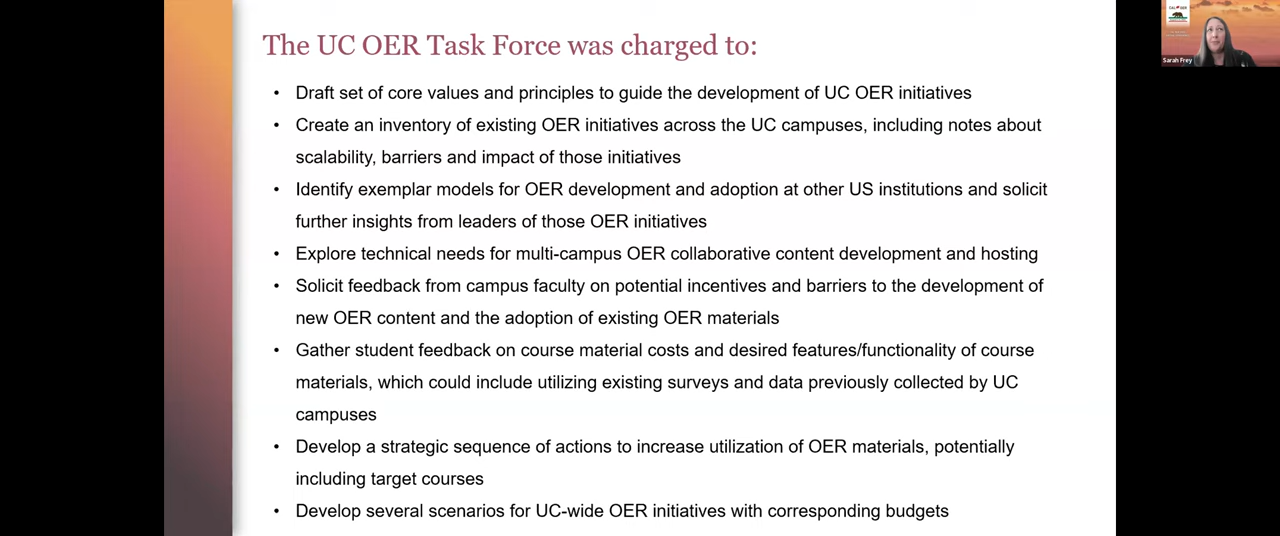 The UC OER Task Force was charged to:
• Draft set of core values and principles to guide the development of UC OER initiatives
• Create an inventory of existing OER initiatives across the UC campuses, including notes about
scalability, barriers and impact of those initiatives
• Identify exemplar models for OER development and adoption at other US institutions and solicit
further insights from leaders of those OER initiatives
• Explore technical needs for multi-campus OER collaborative content development and hosting
• Solicit feedback from campus faculty on potential incentives and barriers to the development of
new OER content and the adoption of existing OER materials
• Gather student feedback on course material costs and desired features/functionality of course
materials, which could include utilizing existing surveys and data previously collected by UC
campuses
• Develop a strategic sequence of actions to increase utilization of OER materials, potentially
including target courses
• Develop several scenarios for UC-wide OER initiatives with corresponding budgets
Sarah Frey